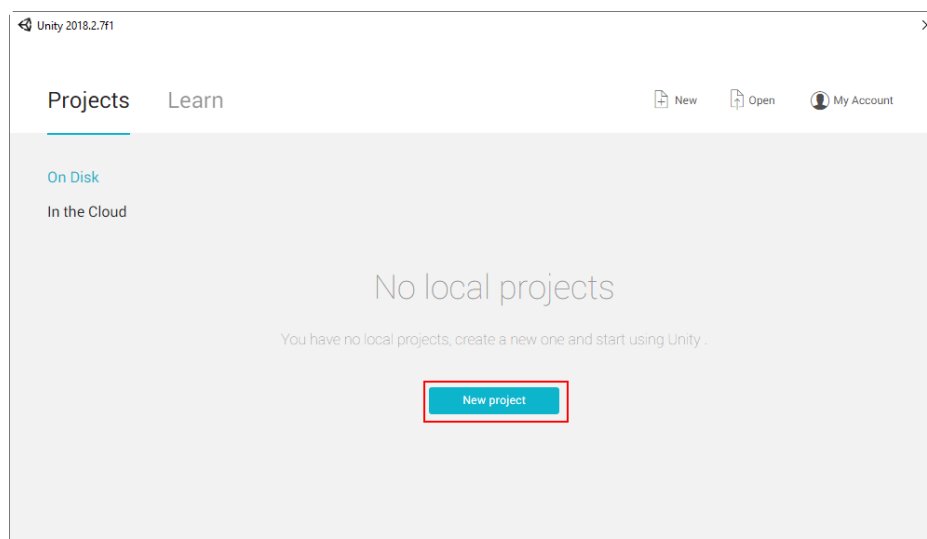 Unity 2018.2.7f1
Projects Learn New Open My Account
On Disk
In the Cloud
No local projects
You have no local projects, create a new one and start using Unity .
New project